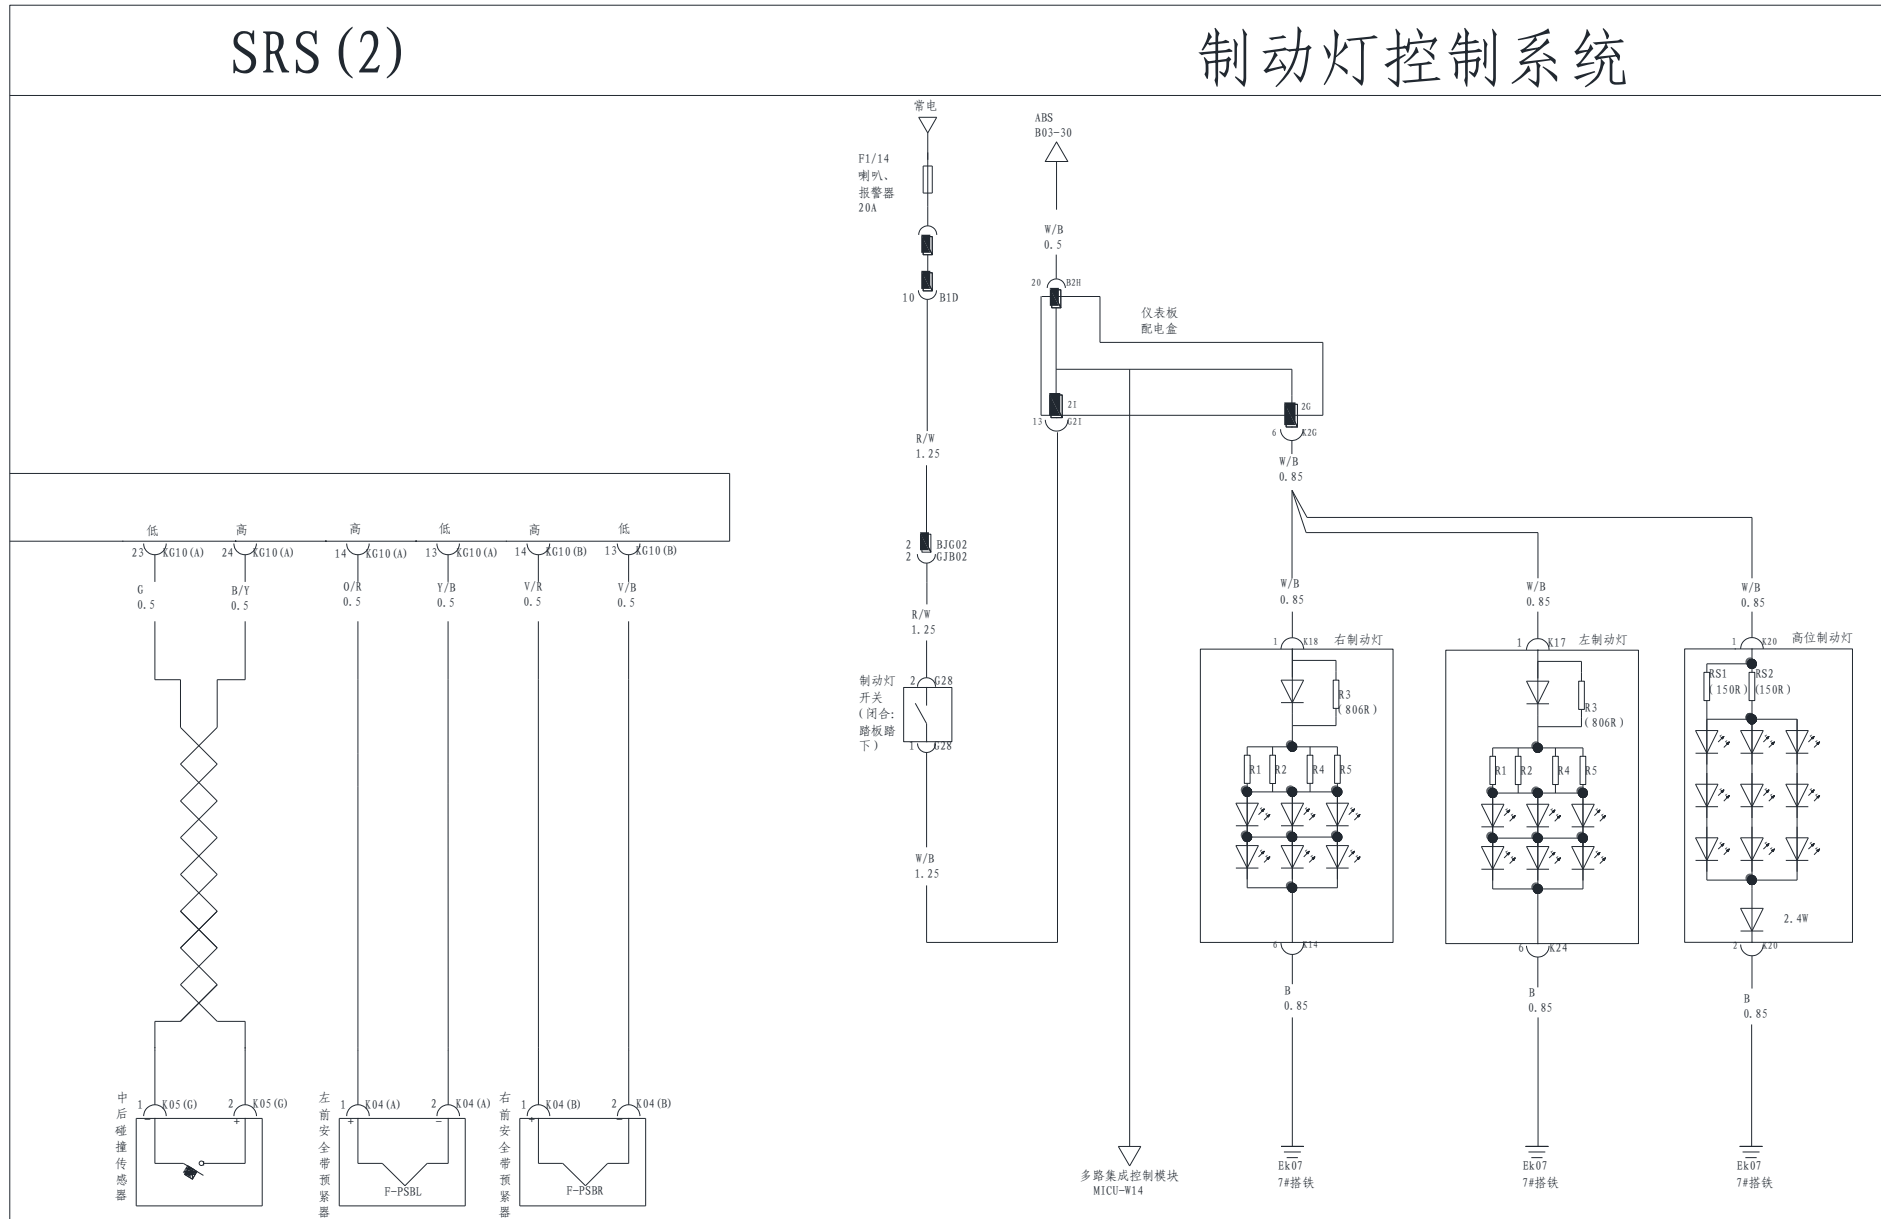 SRS(2)
制动灯控制系统
常电
F1/14
喇叭、
报警器
20A
10 B1D
R/W
1.25
2 BJG02
2 GJB02
R/W
1.25
制动灯
开关
(闭合:
踏板踏
下)
2 G28
1 G28
W/B
1.25
ABS
B03-30
W/B
0.5
20 B2H
仪表板
配电盒
2I
13 G2I
2G
6 K2G
W/B
0.85
W/B
0.85
W/B
0.85
W/B
0.85
1 K18 右制动灯
R3
(806R)
R1 R2 R4 R5
6 K14
B
0.85
Ek07
7#搭铁
1 K17 左制动灯
R3
(806R)
R1 R2 R4 R5
6 K24
B
0.85
Ek07
7#搭铁
1 K20 高位制动灯
RS1 RS2
(150R) (150R)
2.4W
2 K20
B
0.85
Ek07
7#搭铁
多路集成控制模块
MICU-W14
低 高 高 低 高 低
23 KG10(A) 24 KG10(A) 14 KG10(A) 13 KG10(A) 14 KG10(B) 13 KG10(B)
G B/Y O/R Y/B V/R V/B
0.5 0.5 0.5 0.5 0.5 0.5
中后碰撞传感器
1 K05(G) 2 K05(G)
- +
左前安全带预紧器
1 K04(A) 2 K04(A)
+ -
F-PSBL
右前安全带预紧器
1 K04(B) 2 K04(B)
+ -
F-PSBR